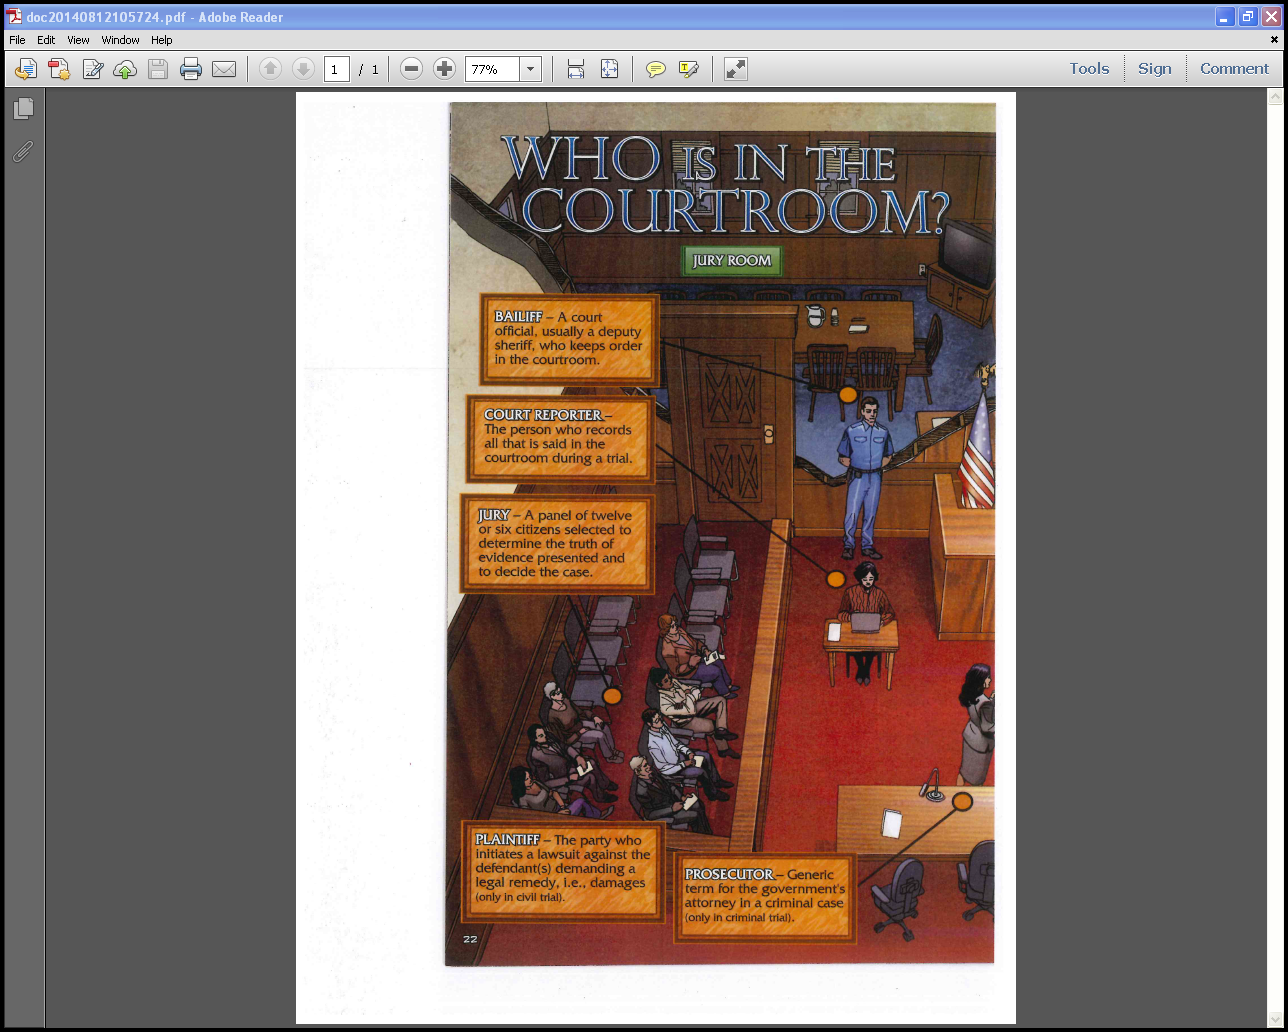 doc20140812105724.pdf - Adobe Reader
File Edit View Window Help
1 / 1 77% Tools Sign Comment
WHO IS IN THE
COURTROOM?
JURY ROOM
BAILIFF – A court
official, usually a deputy
sheriff, who keeps order
in the courtroom.
COURT REPORTER –
The person who records
all that is said in the
courtroom during a trial.
JURY – A panel of twelve
or six citizens selected to
determine the truth of
evidence presented and
to decide the case.
PLAINTIFF – The party who
initiates a lawsuit against the
defendant(s) demanding a
legal remedy, i.e., damages
(only in civil trial).
PROSECUTOR – Generic
term for the government's
attorney in a criminal case
(only in criminal trial).
22